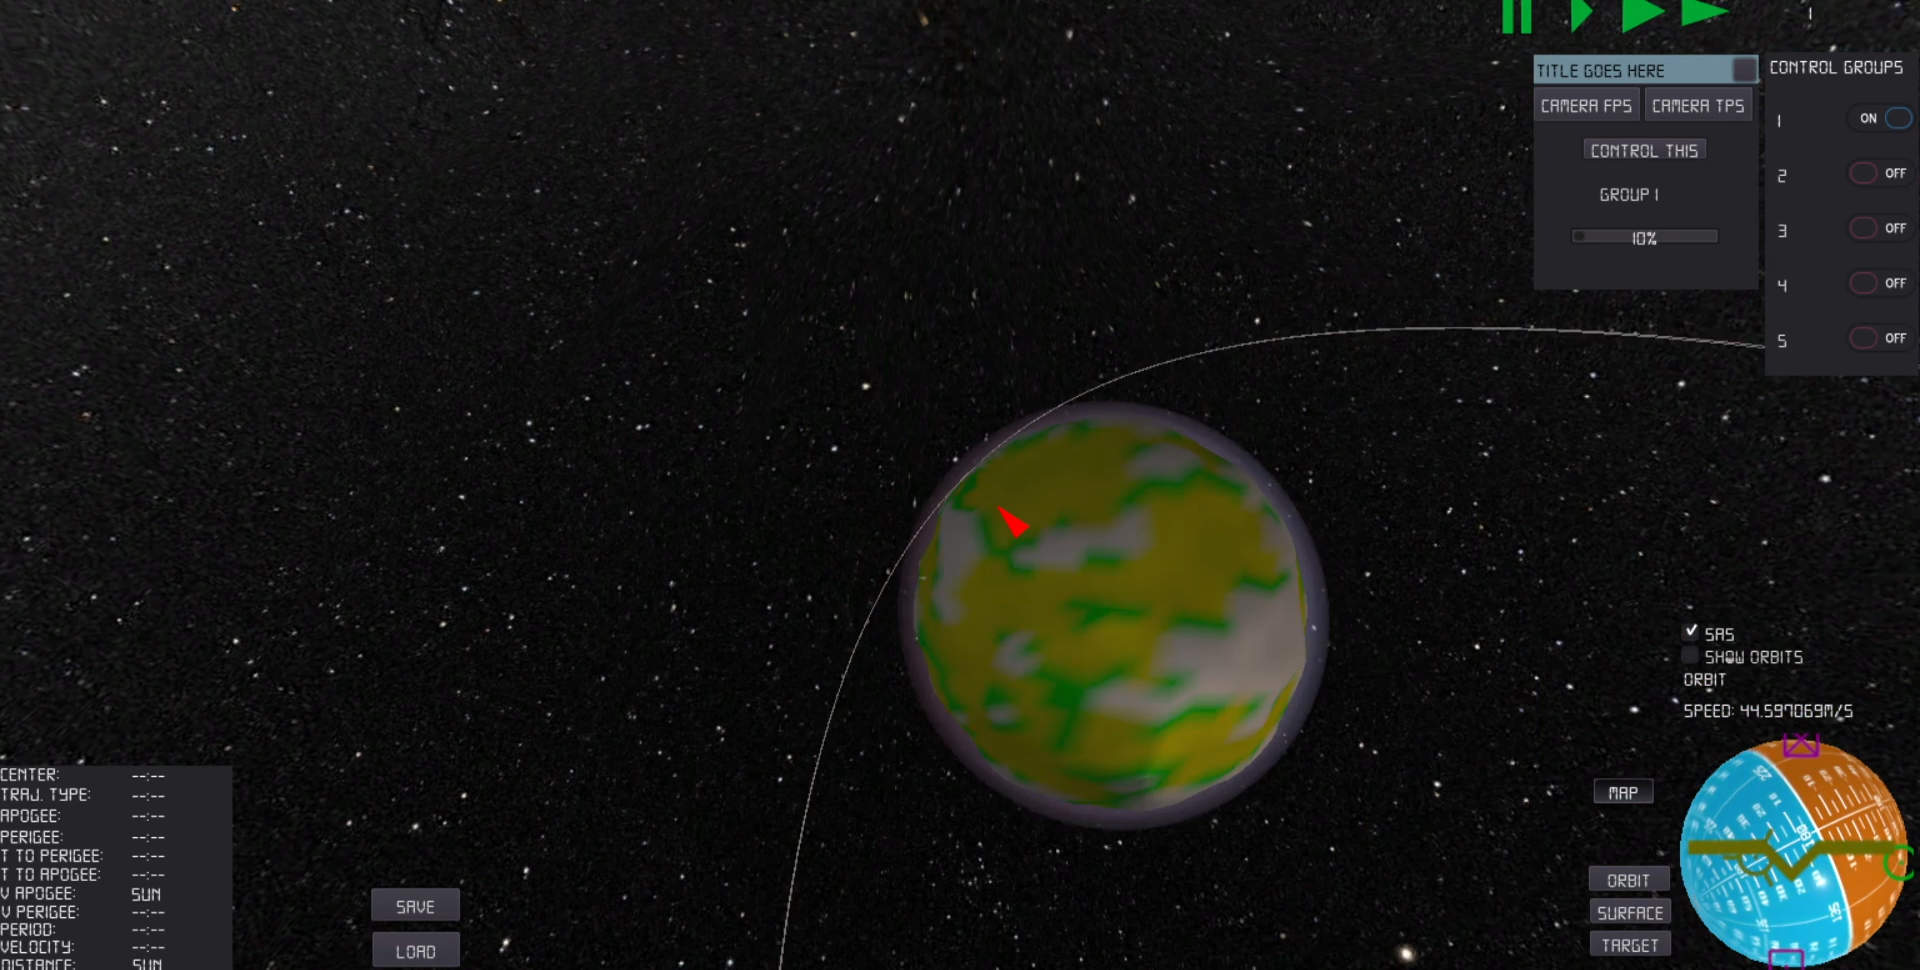 1
TITLE GOES HERE
CAMERA FPS CAMERA TPS
CONTROL THIS
GROUP 1
10%
CONTROL GROUPS
1 ON
2 OFF
3 OFF
4 OFF
5 OFF
SAS
SHOW ORBITS
ORBIT
SPEED: 44.597069M/S
MAP
ORBIT
SURFACE
TARGET
CENTER: --:--
TRAJ. TYPE: --:--
APOGEE: --:--
PERIGEE: --:--
T TO PERIGEE: --:--
T TO APOGEE: --:--
V APOGEE: SUN
V PERIGEE: --:--
PERIOD: --:--
VELOCITY: --:--
DISTANCE: SUN
SAVE
LOAD